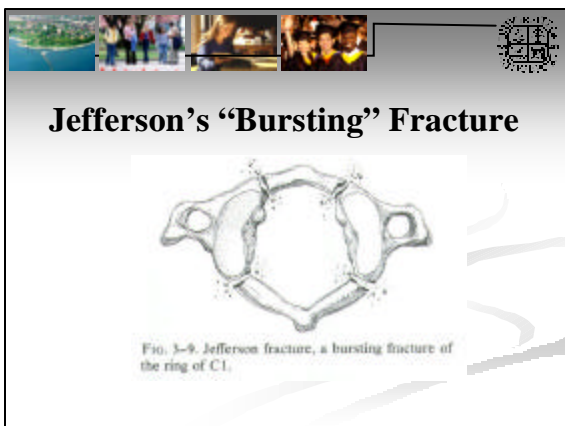 Jefferson's “Bursting” Fracture
FIG. 3–9. Jefferson fracture, a bursting fracture of
the ring of C1.